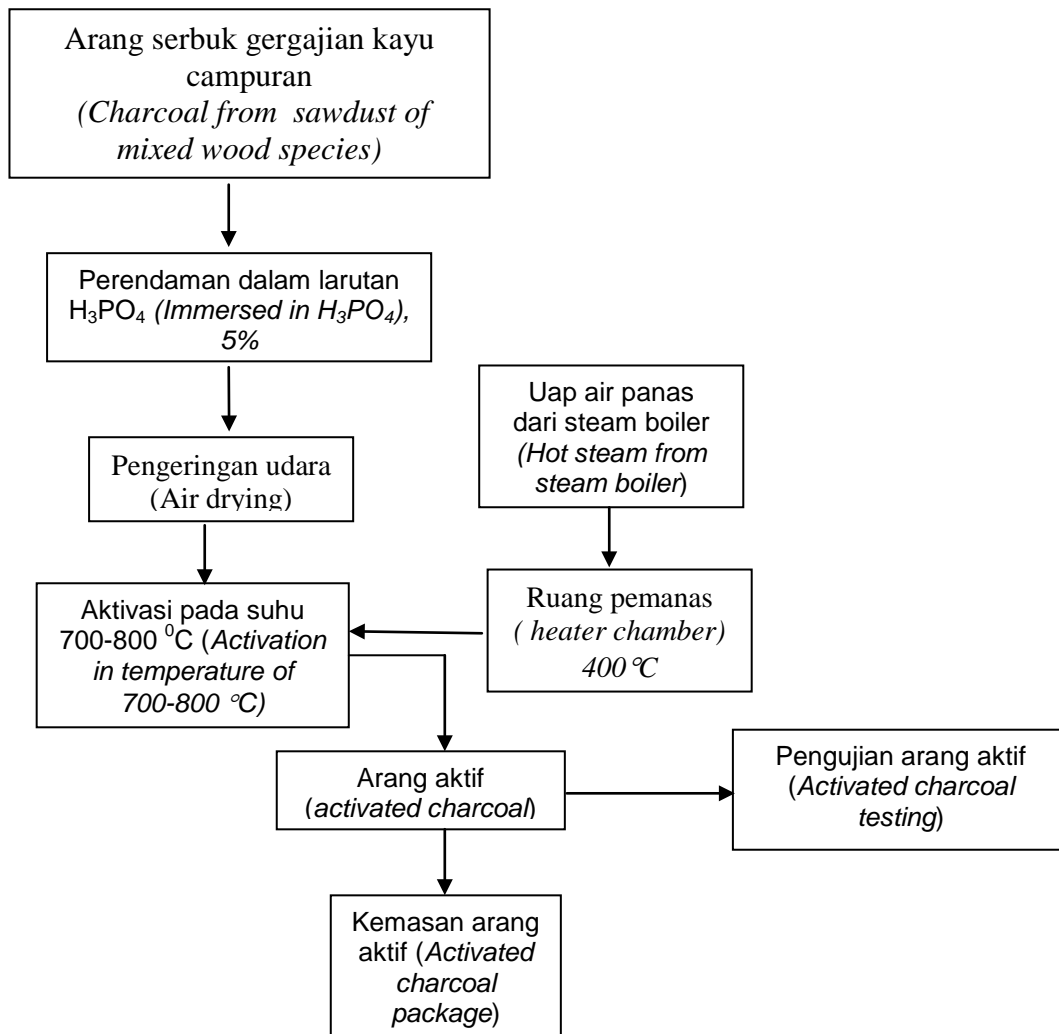 Arang serbuk gergajian kayu
campuran
(Charcoal from sawdust of
mixed wood species)
Perendaman dalam larutan
H₃PO₄ (Immersed in H₃PO₄),
5%
Uap air panas
dari steam boiler
(Hot steam from
steam boiler)
Pengeringan udara
(Air drying)
Aktivasi pada suhu
700-800 ⁰C (Activation
in temperature of
700-800 °C)
Ruang pemanas
( heater chamber)
400°C
Arang aktif
(activated charcoal)
Pengujian arang aktif
(Activated charcoal
testing)
Kemasan arang
aktif (Activated
charcoal
package)